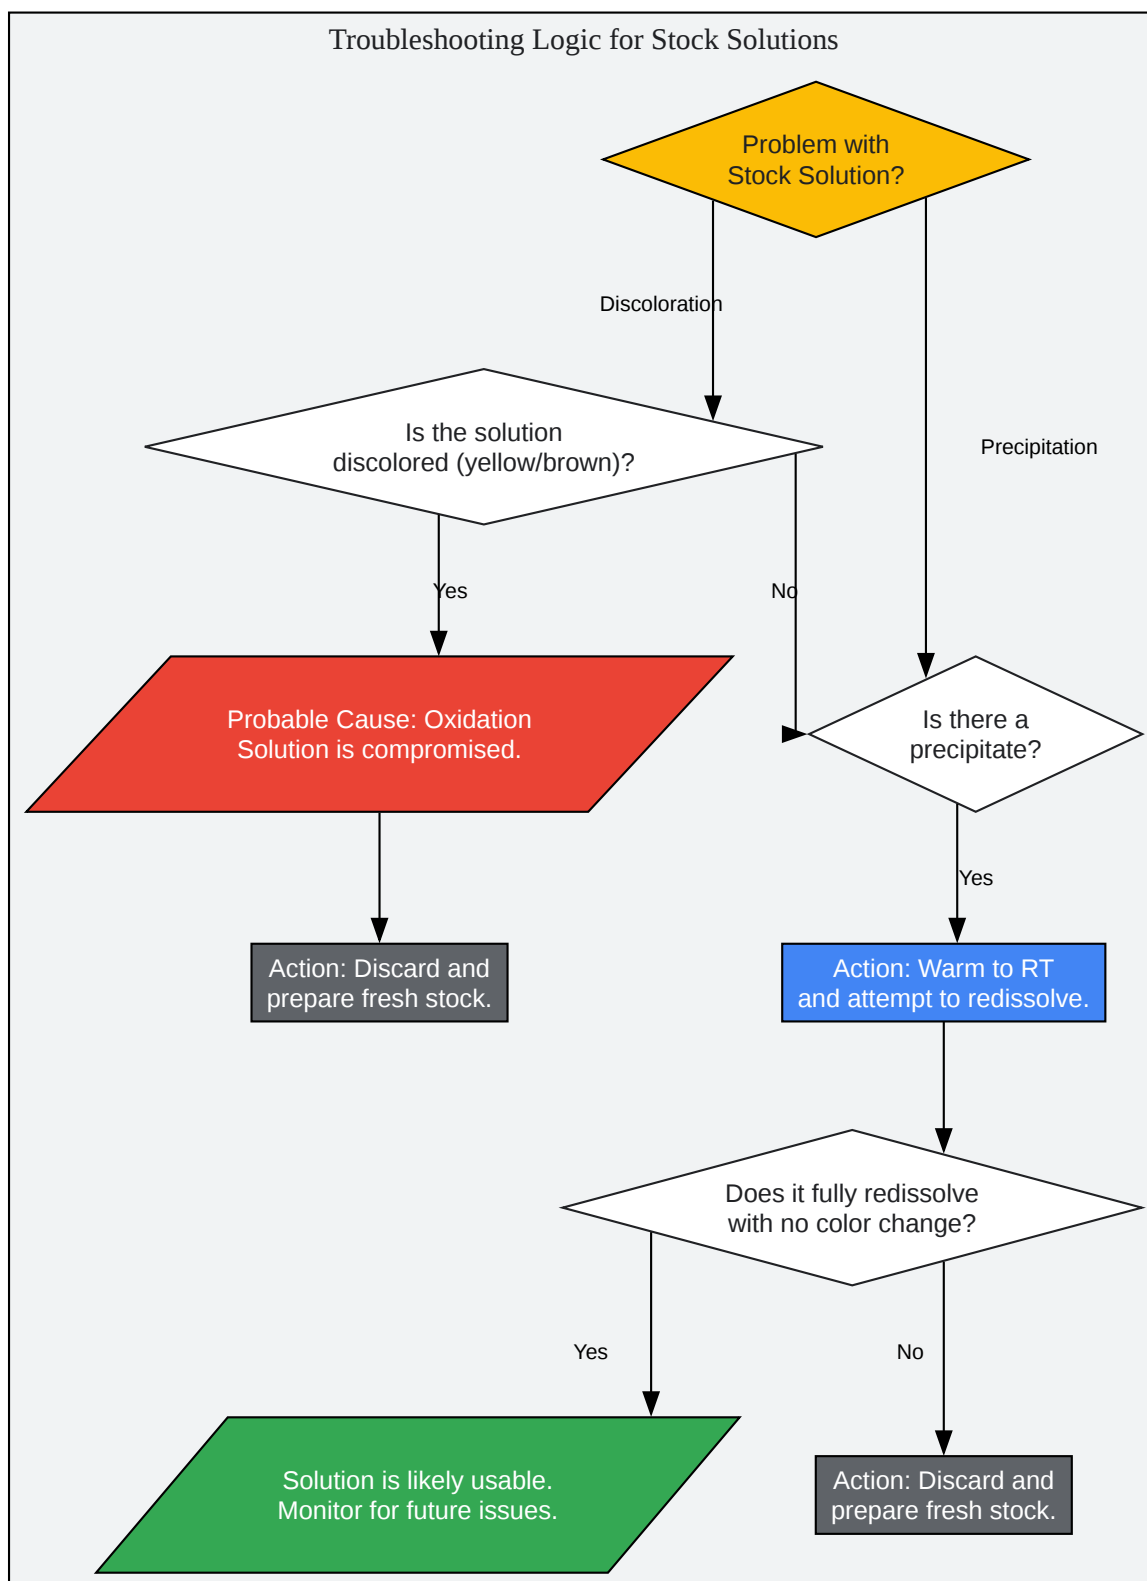 Troubleshooting Logic for Stock Solutions
Problem with
Stock Solution?
Discoloration
Precipitation
Is the solution
discolored (yellow/brown)?
Yes
No
Probable Cause: Oxidation
Solution is compromised.
Is there a
precipitate?
Yes
Action: Discard and
prepare fresh stock.
Action: Warm to RT
and attempt to redissolve.
Does it fully redissolve
with no color change?
Yes
No
Solution is likely usable.
Monitor for future issues.
Action: Discard and
prepare fresh stock.